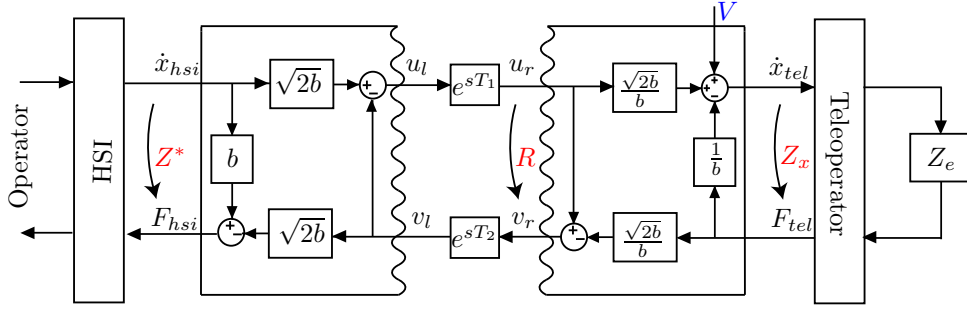 V
ẋ_hsi
√2b
u_l
e^{sT_1}
u_r
√2b/b
ẋ_tel
Operator
HSI
b
Z*
R
1/b
Z_x
Teleoperator
Z_e
F_hsi
√2b
v_l
e^{sT_2}
v_r
√2b/b
F_tel
+
−
+
−
+
−
+
+
−